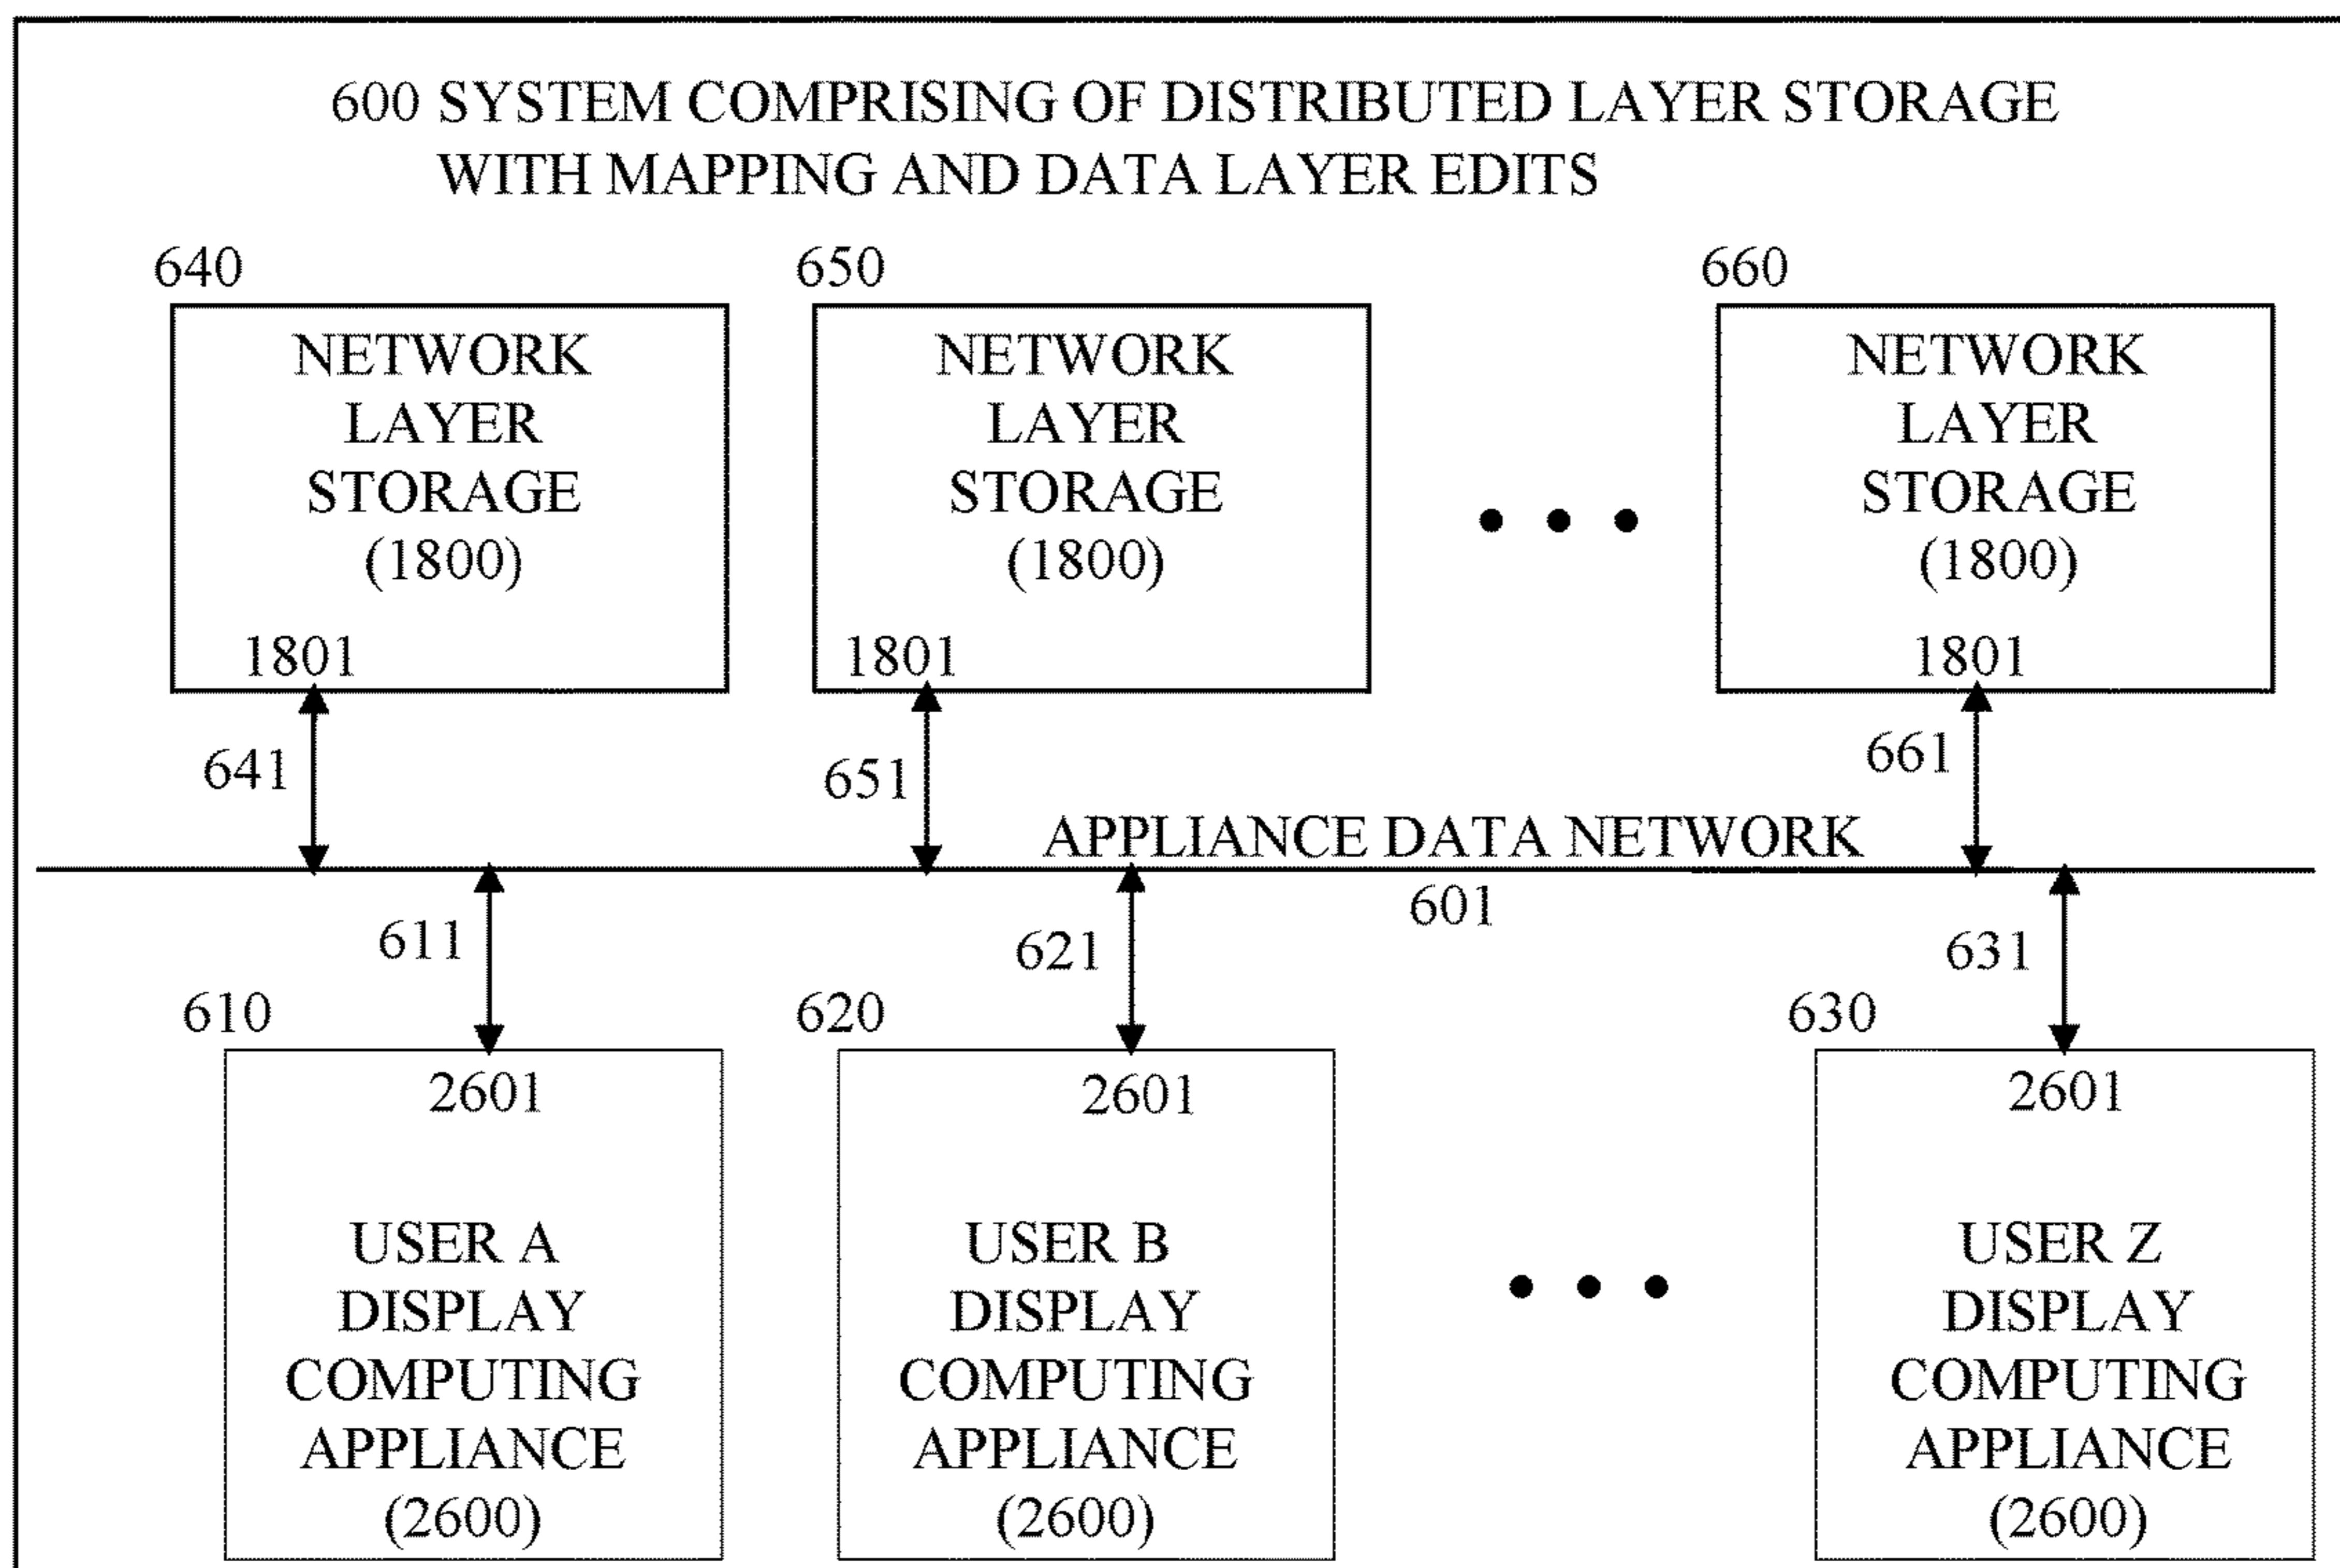 600 SYSTEM COMPRISING OF DISTRIBUTED LAYER STORAGE
WITH MAPPING AND DATA LAYER EDITS
640
NETWORK
LAYER
STORAGE
(1800)
1801
650
NETWORK
LAYER
STORAGE
(1800)
1801
660
NETWORK
LAYER
STORAGE
(1800)
1801
641
651
661
APPLIANCE DATA NETWORK
601
611
621
631
610
2601
USER A
DISPLAY
COMPUTING
APPLIANCE
(2600)
620
2601
USER B
DISPLAY
COMPUTING
APPLIANCE
(2600)
630
2601
USER Z
DISPLAY
COMPUTING
APPLIANCE
(2600)